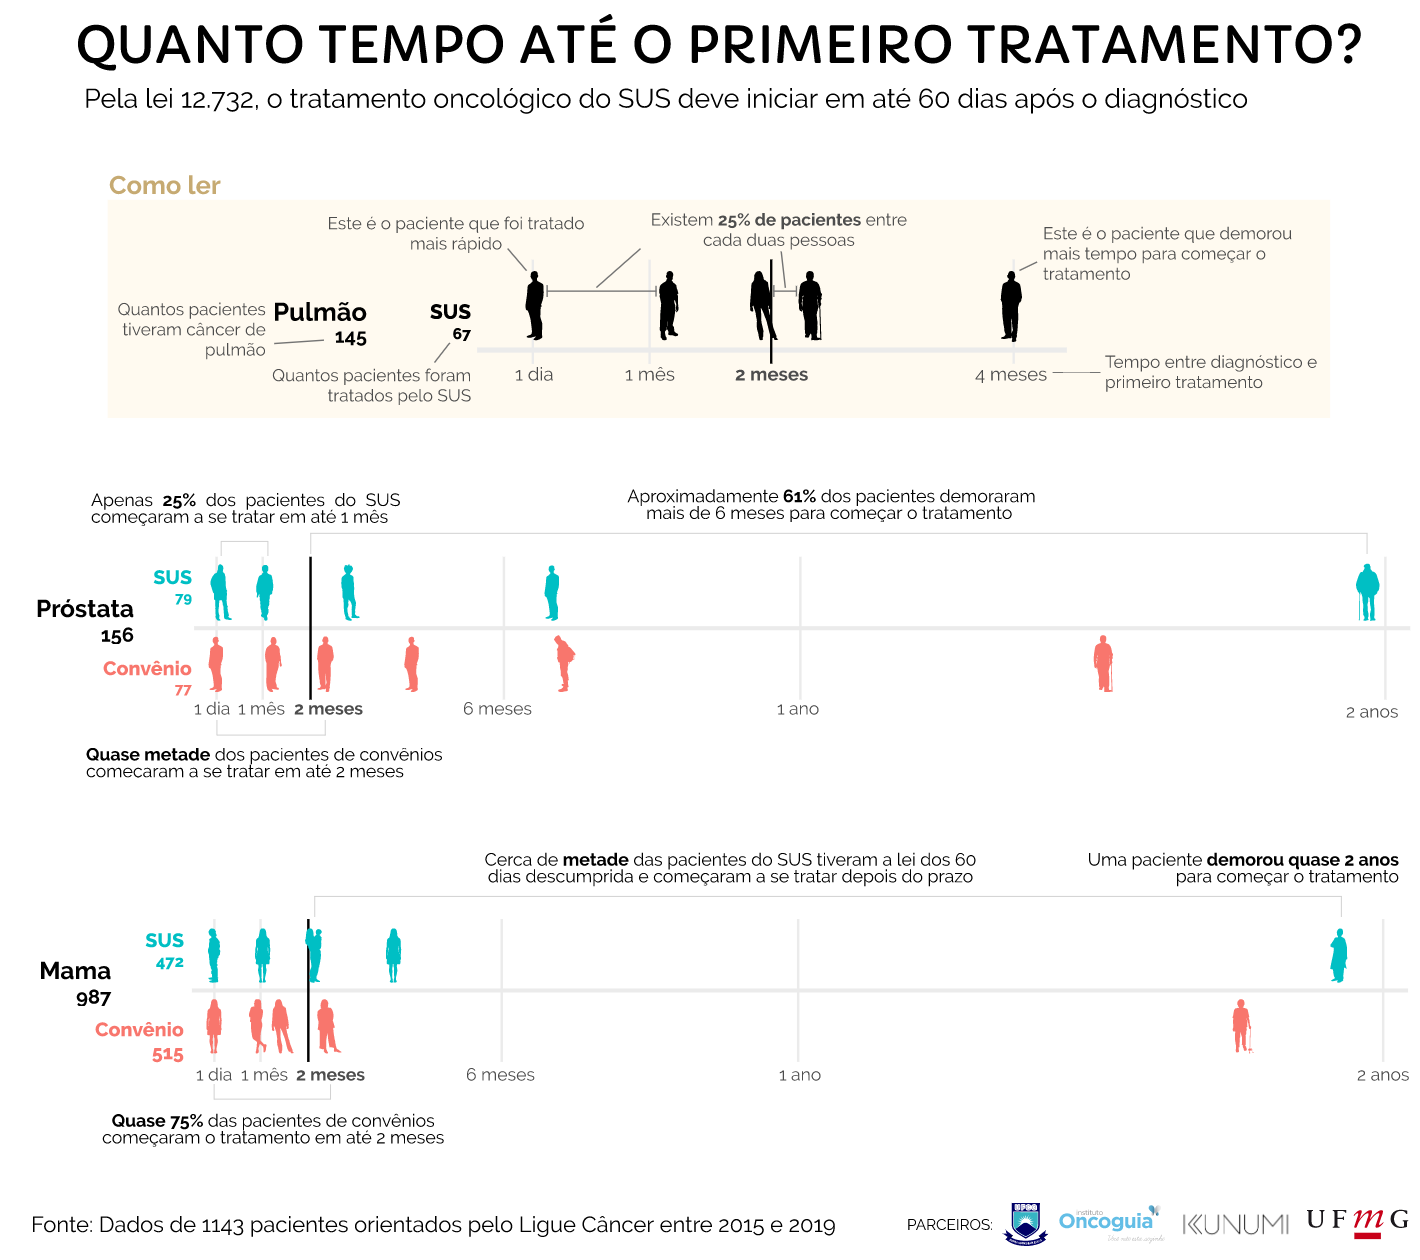 QUANTO TEMPO ATÉ O PRIMEIRO TRATAMENTO?
Pela lei 12.732, o tratamento oncológico do SUS deve iniciar em até 60 dias após o diagnóstico
Como ler
Este é o paciente que foi tratado
mais rápido
Existem 25% de pacientes entre
cada duas pessoas
Este é o paciente que demorou
mais tempo para começar o
tratamento
Quantos pacientes
tiveram câncer de
pulmão
Pulmão
145
SUS
67
Quantos pacientes foram
tratados pelo SUS
1 dia
1 mês
2 meses
4 meses
Tempo entre diagnóstico e
primeiro tratamento
Apenas 25% dos pacientes do SUS
começaram a se tratar em até 1 mês
Aproximadamente 61% dos pacientes demoraram
mais de 6 meses para começar o tratamento
SUS
79
Próstata
156
Convênio
77
1 dia
1 mês
2 meses
6 meses
1 ano
2 anos
Quase metade dos pacientes de convênios
comecaram a se tratar em até 2 meses
Cerca de metade das pacientes do SUS tiveram a lei dos 60
dias descumprida e começaram a se tratar depois do prazo
Uma paciente demorou quase 2 anos
para começar o tratamento
SUS
472
Mama
987
Convênio
515
1 dia
1 mês
2 meses
6 meses
1 ano
2 anos
Quase 75% das pacientes de convênios
começaram o tratamento em até 2 meses
Fonte: Dados de 1143 pacientes orientados pelo Ligue Câncer entre 2015 e 2019
PARCEIROS:
UFCG
instituto
Oncoguia
KUNUMI
UFmG